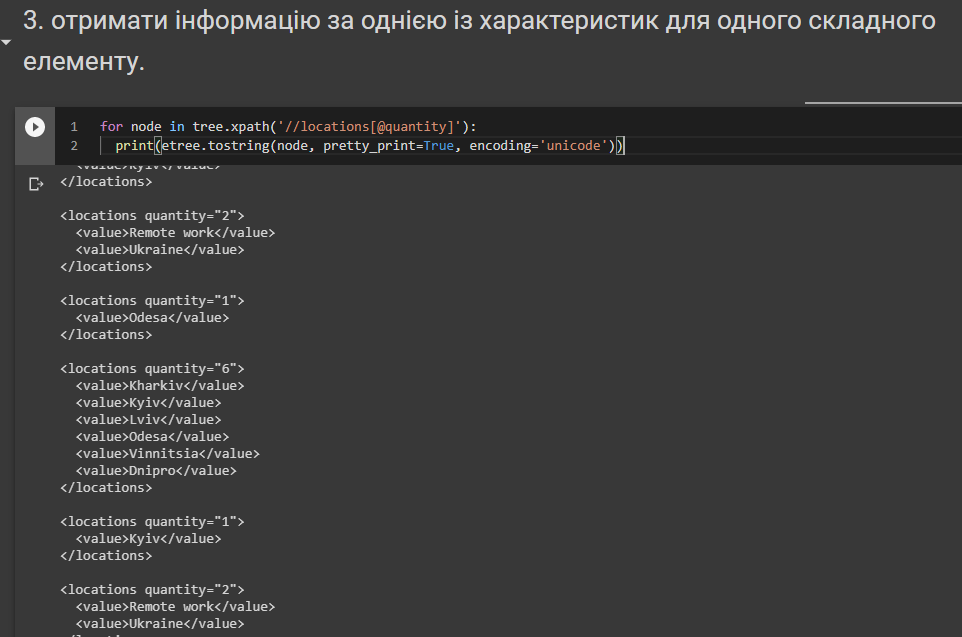 3. отримати інформацію за однією із характеристик для одного складного
елементу.
1 for node in tree.xpath('//locations[@quantity]'):
2   print(etree.tostring(node, pretty_print=True, encoding='unicode'))
  <value>Kyiv</value>
</locations>
<locations quantity="2">
  <value>Remote work</value>
  <value>Ukraine</value>
</locations>
<locations quantity="1">
  <value>Odesa</value>
</locations>
<locations quantity="6">
  <value>Kharkiv</value>
  <value>Kyiv</value>
  <value>Lviv</value>
  <value>Odesa</value>
  <value>Vinnitsia</value>
  <value>Dnipro</value>
</locations>
<locations quantity="1">
  <value>Kyiv</value>
</locations>
<locations quantity="2">
  <value>Remote work</value>
  <value>Ukraine</value>